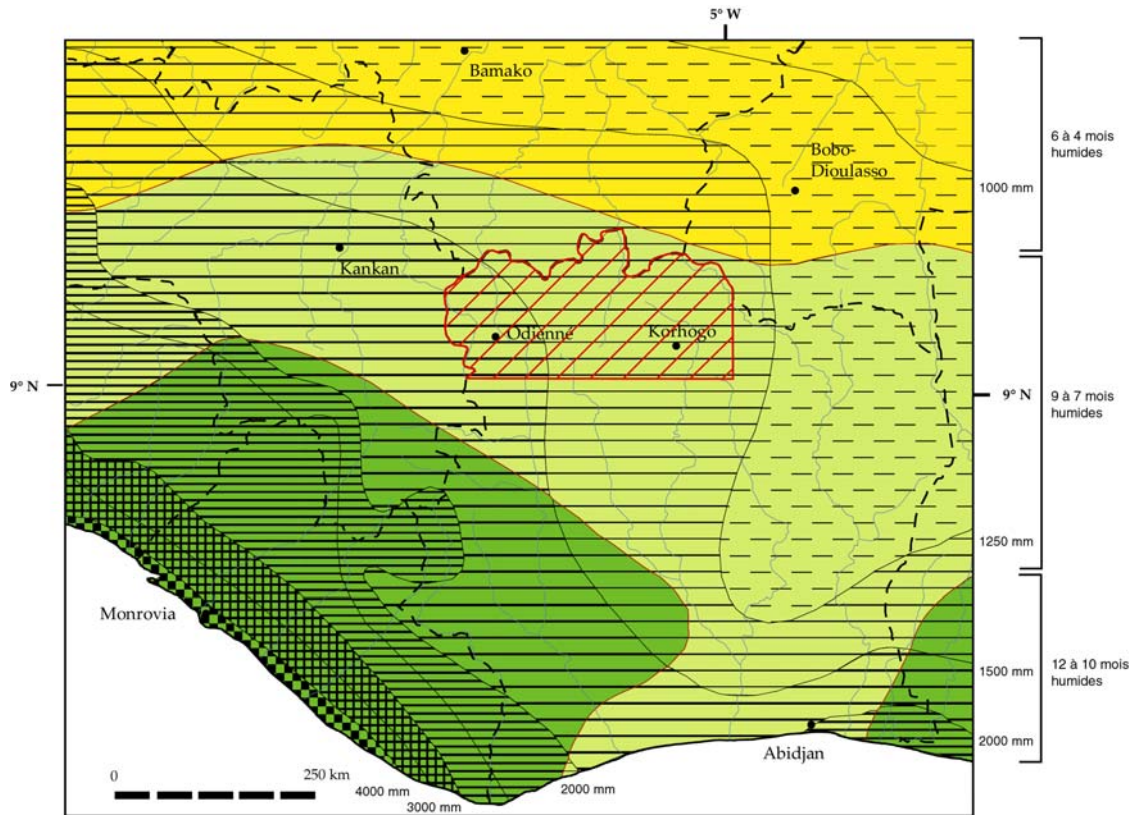 5° W
Bamako
6 à 4 mois
humides
Bobo-
Dioulasso
1000 mm
Kankan
Odiénné
Korhogo
9° N
9° N
9 à 7 mois
humides
1250 mm
Monrovia
12 à 10 mois
humides
1500 mm
2000 mm
Abidjan
0
250 km
4000 mm
3000 mm
2000 mm